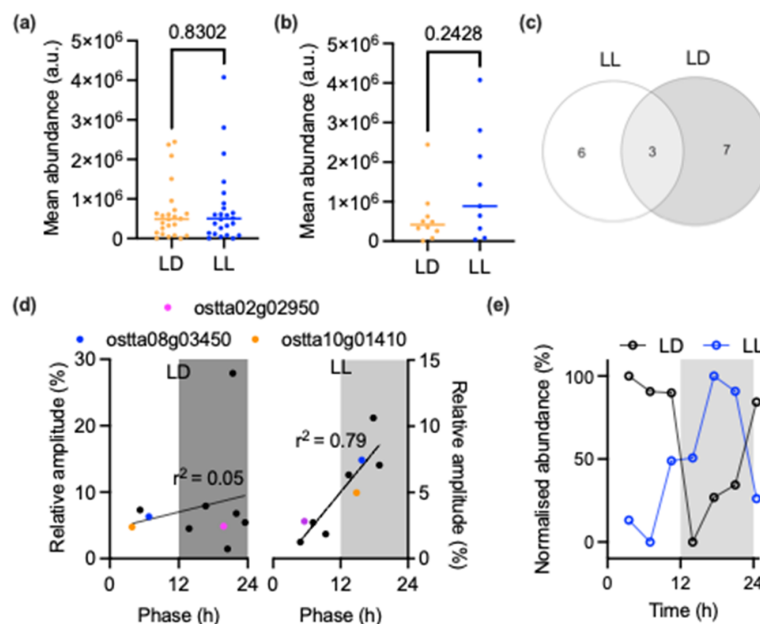 (a)
0.8302
5×10⁶
4×10⁶
3×10⁶
2×10⁶
1×10⁶
0
Mean abundance (a.u.)
LD LL
(b)
0.2428
5×10⁶
4×10⁶
3×10⁶
2×10⁶
1×10⁶
0
Mean abundance (a.u.)
LD LL
(c)
LL LD
6 3 7
(d)
ostta02g02950
ostta08g03450 ostta10g01410
30
20
10
0
Relative amplitude (%)
LD
r² = 0.05
0 12 24
Phase (h)
LL
r² = 0.79
15
10
5
0
Relative amplitude (%)
0 12 24
Phase (h)
(e)
LD LL
100
50
0
Normalised abundance (%)
0 12 24
Time (h)